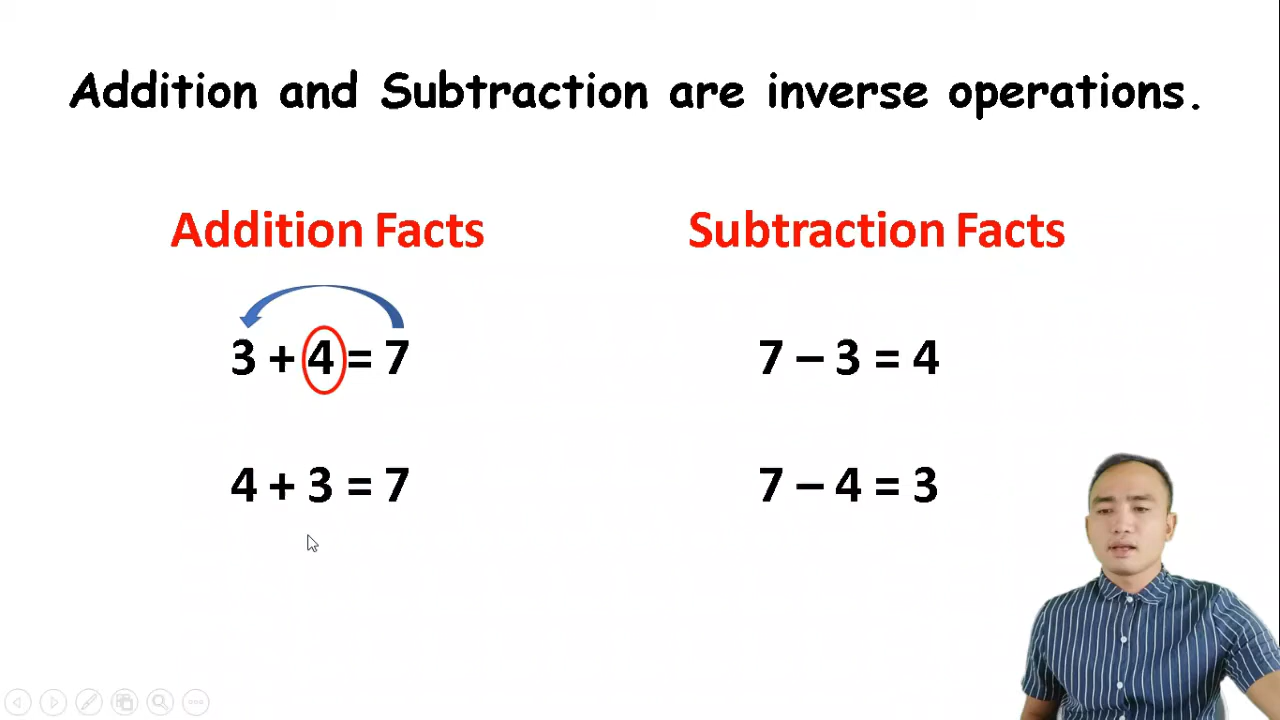 Addition and Subtraction are inverse operations.
Addition Facts
Subtraction Facts
3 + 4 = 7
7 – 3 = 4
4 + 3 = 7
7 – 4 = 3